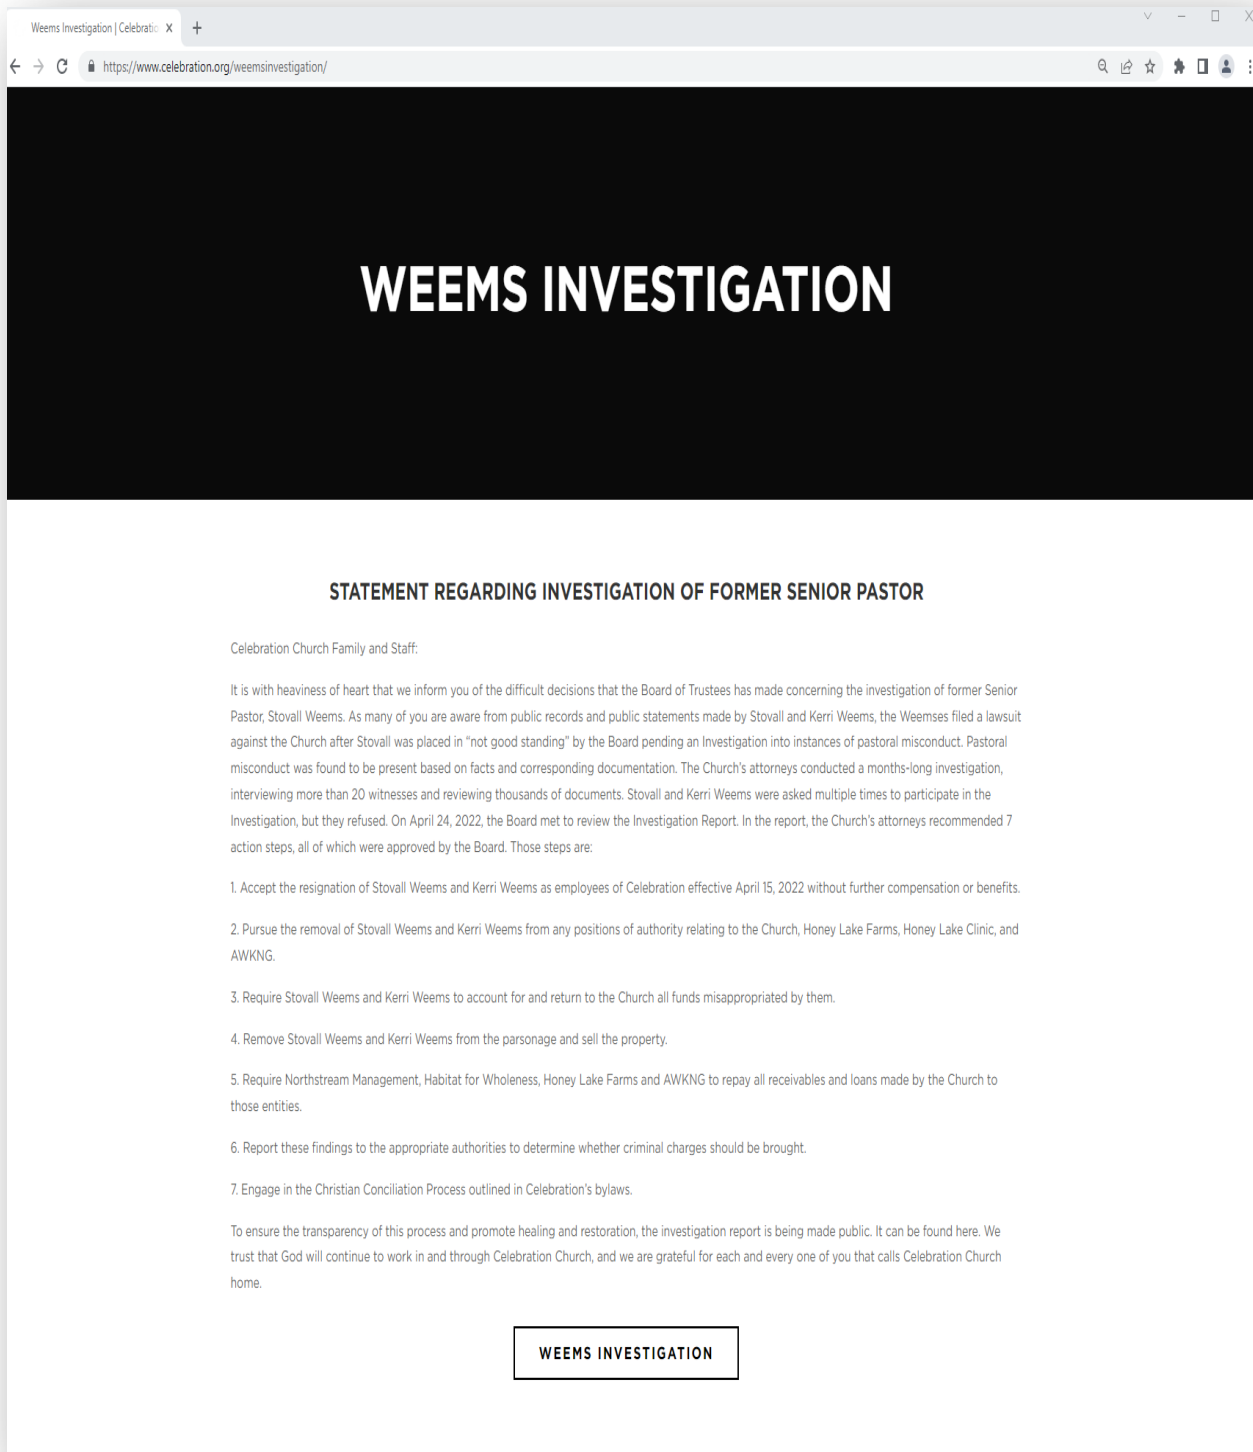 Weems Investigation | Celebratio
https://www.celebration.org/weemsinvestigation/
WEEMS INVESTIGATION
STATEMENT REGARDING INVESTIGATION OF FORMER SENIOR PASTOR
Celebration Church Family and Staff:
It is with heaviness of heart that we inform you of the difficult decisions that the Board of Trustees has made concerning the investigation of former Senior
Pastor, Stovall Weems. As many of you are aware from public records and public statements made by Stovall and Kerri Weems, the Weemses filed a lawsuit
against the Church after Stovall was placed in “not good standing” by the Board pending an Investigation into instances of pastoral misconduct. Pastoral
misconduct was found to be present based on facts and corresponding documentation. The Church’s attorneys conducted a months-long investigation,
interviewing more than 20 witnesses and reviewing thousands of documents. Stovall and Kerri Weems were asked multiple times to participate in the
Investigation, but they refused. On April 24, 2022, the Board met to review the Investigation Report. In the report, the Church’s attorneys recommended 7
action steps, all of which were approved by the Board. Those steps are:
1. Accept the resignation of Stovall Weems and Kerri Weems as employees of Celebration effective April 15, 2022 without further compensation or benefits.
2. Pursue the removal of Stovall Weems and Kerri Weems from any positions of authority relating to the Church, Honey Lake Farms, Honey Lake Clinic, and
AWKNG.
3. Require Stovall Weems and Kerri Weems to account for and return to the Church all funds misappropriated by them.
4. Remove Stovall Weems and Kerri Weems from the parsonage and sell the property.
5. Require Northstream Management, Habitat for Wholeness, Honey Lake Farms and AWKNG to repay all receivables and loans made by the Church to
those entities.
6. Report these findings to the appropriate authorities to determine whether criminal charges should be brought.
7. Engage in the Christian Conciliation Process outlined in Celebration’s bylaws.
To ensure the transparency of this process and promote healing and restoration, the investigation report is being made public. It can be found here. We
trust that God will continue to work in and through Celebration Church, and we are grateful for each and every one of you that calls Celebration Church
home.
WEEMS INVESTIGATION